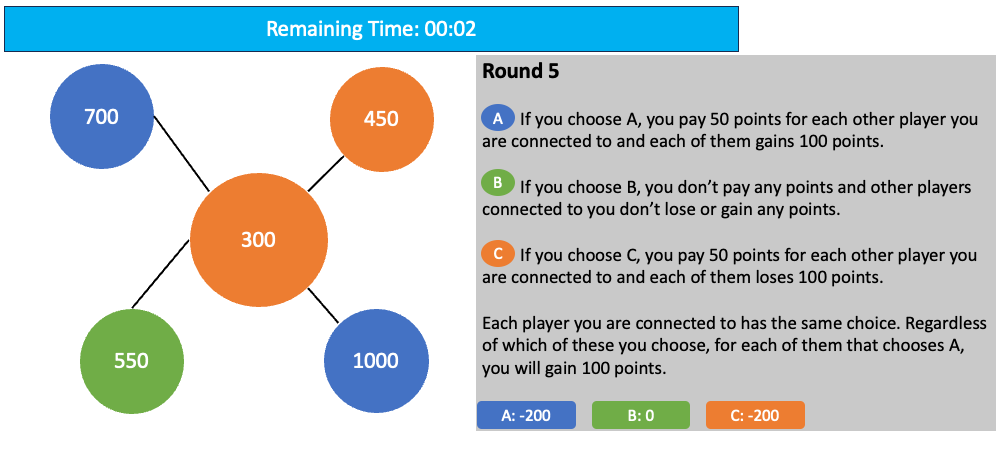 Remaining Time: 00:02
700
450
300
550
1000
Round 5
A If you choose A, you pay 50 points for each other player you
are connected to and each of them gains 100 points.
B If you choose B, you don’t pay any points and other players
connected to you don’t lose or gain any points.
C If you choose C, you pay 50 points for each other player you
are connected to and each of them loses 100 points.
Each player you are connected to has the same choice. Regardless
of which of these you choose, for each of them that chooses A,
you will gain 100 points.
A: -200 B: 0 C: -200